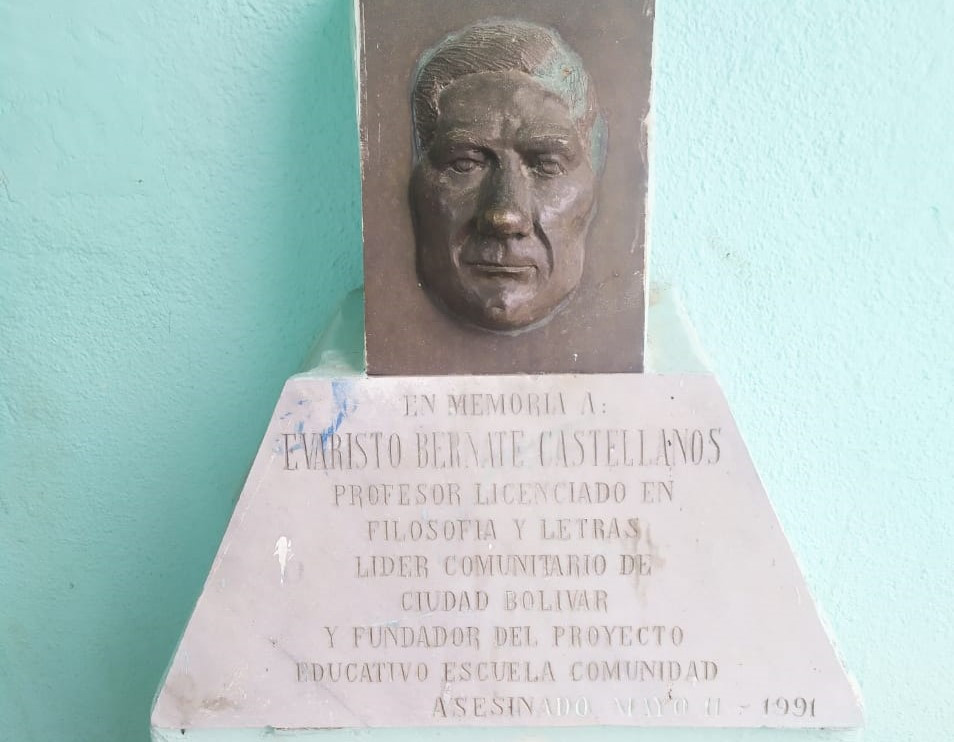 EN MEMORIA A:
EVARISTO BERNATE CASTELLANOS
PROFESOR LICENCIADO EN
FILOSOFIA Y LETRAS
LIDER COMUNITARIO DE
CIUDAD BOLIVAR
Y FUNDADOR DEL PROYECTO
EDUCATIVO ESCUELA COMUNIDAD
ASESINADO MAYO 11 - 1991